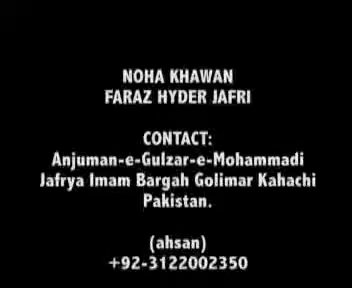 NOHA KHAWAN
FARAZ HYDER JAFRI
CONTACT:
Anjuman-e-Gulzar-e-Mohammadi
Jafrya Imam Bargah Golimar Kahachi
Pakistan.
(ahsan)
+92-3122002350